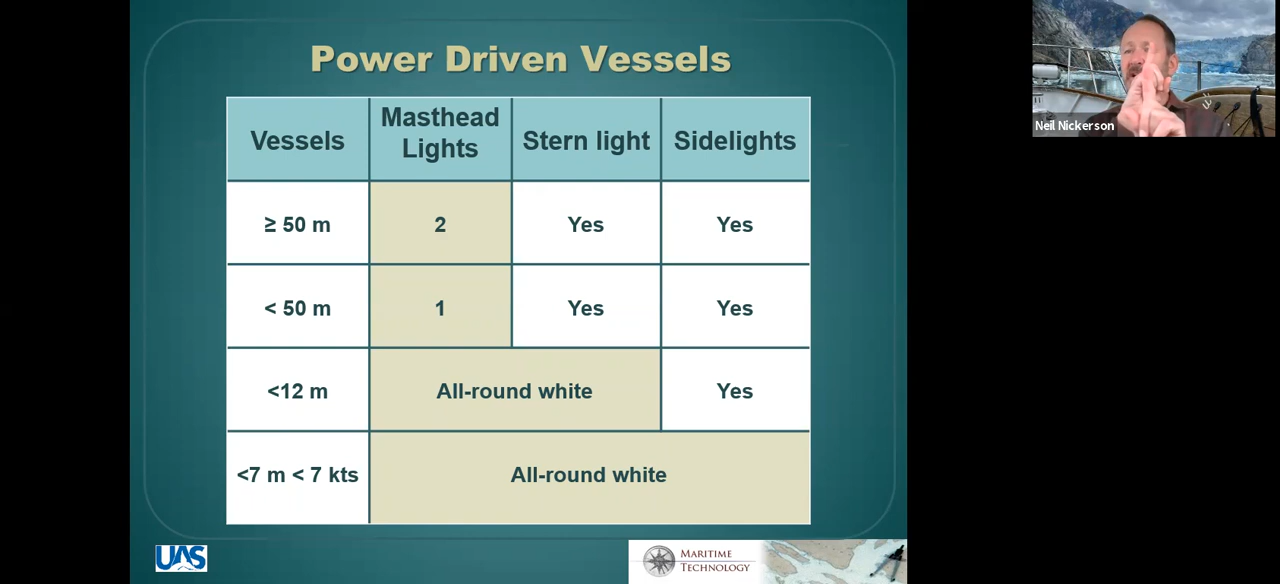 Power Driven Vessels
Vessels
Masthead
Lights
Stern light
Sidelights
≥ 50 m
2
Yes
Yes
< 50 m
1
Yes
Yes
<12 m
All-round white
Yes
<7 m < 7 kts
All-round white
UAS
MARITIME
TECHNOLOGY
Neil Nickerson